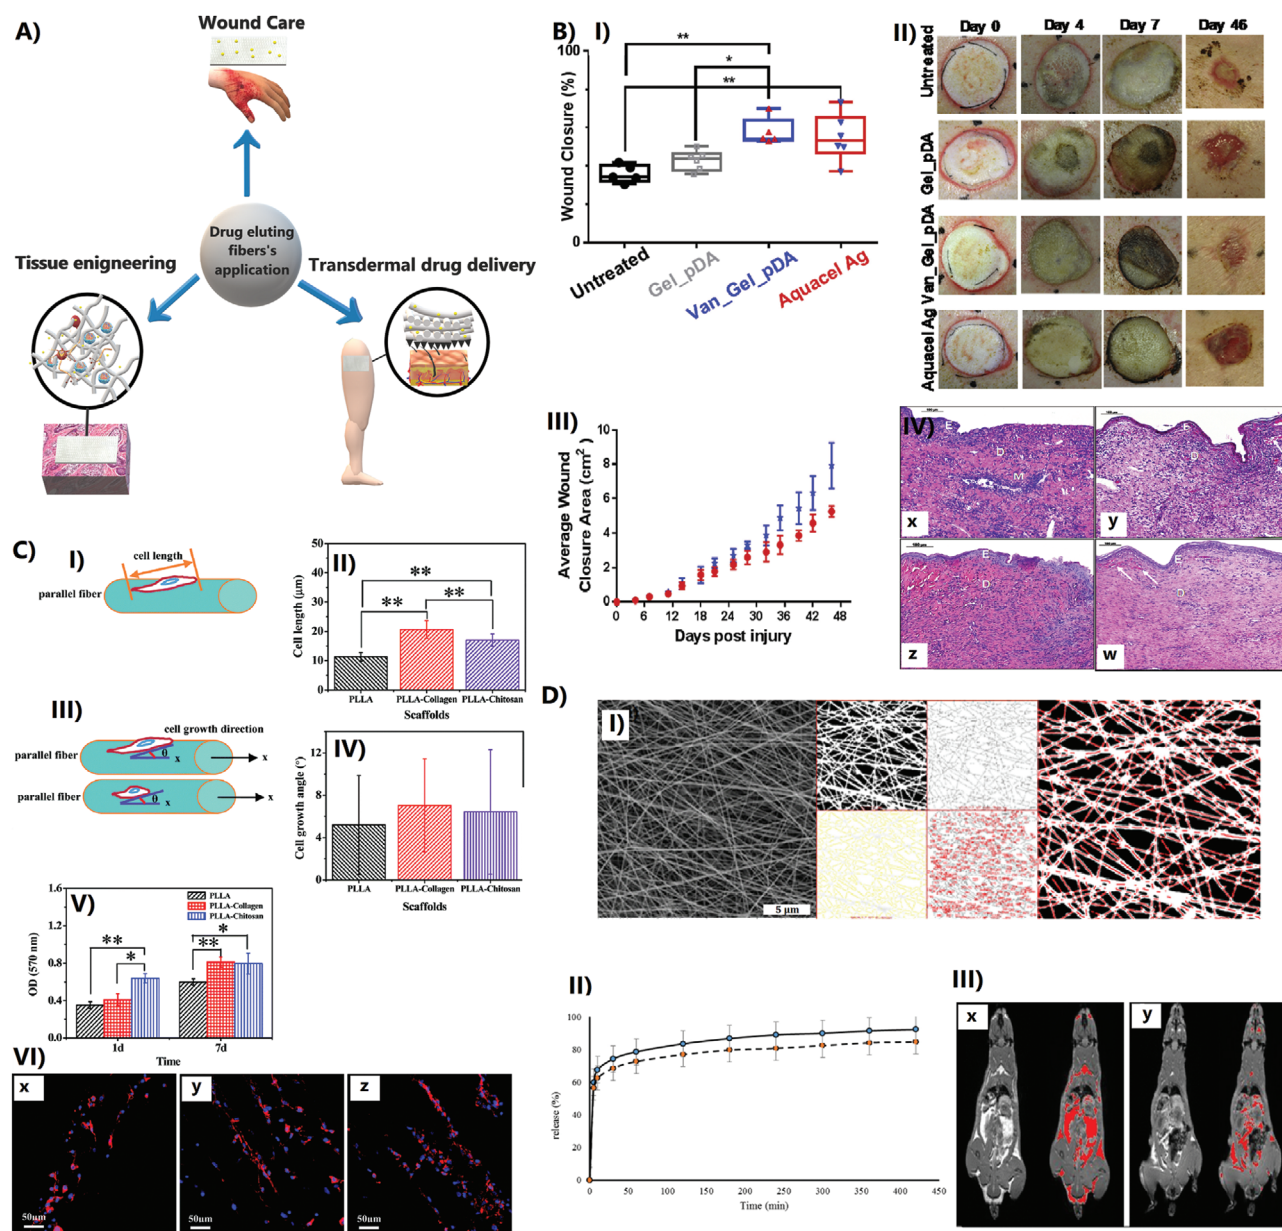 A)
Wound Care
Drug eluting
fibers's
application
Tissue enigneering
Transdermal drug delivery
B)
I)
100
0
Wound Closure (%)
**
*
**
Untreated
Gel_pDA
Van_Gel_pDA
Aquacel Ag
II)
Day 0
Day 4
Day 7
Day 46
Untreated
Gel_pDA
Van_Gel_pDA
Aquacel Ag
III)
10
8
6
4
2
0
Average Wound
Closure Area (cm2)
0 6 12 18 24 30 36 42 48
Days post injury
IV)
E
D
M
x
E
D
y
E
D
z
E
D
w
C)
I)
cell length
parallel fiber
II)
50
40
30
20
10
0
Cell length (μm)
**
**
**
PLLA
PLLA-Collagen
PLLA-Chitosan
Scaffolds
III)
cell growth direction
parallel fiber
θ
x
x
parallel fiber
θ
x
x
IV)
12
8
4
0
Cell growth angle (°)
PLLA
PLLA-Collagen
PLLA-Chitosan
Scaffolds
V)
PLLA
PLLA-Collagen
PLLA-Chitosan
1.6
1.2
0.8
0.4
0.0
OD (570 nm)
**
*
*
**
1d
7d
Time
VI)
x
50μm
y
50μm
z
50μm
D)
I)
5 μm
II)
100
80
60
40
20
0
release (%)
0 50 100 150 200 250 300 350 400 450
Time (min)
III)
x
y